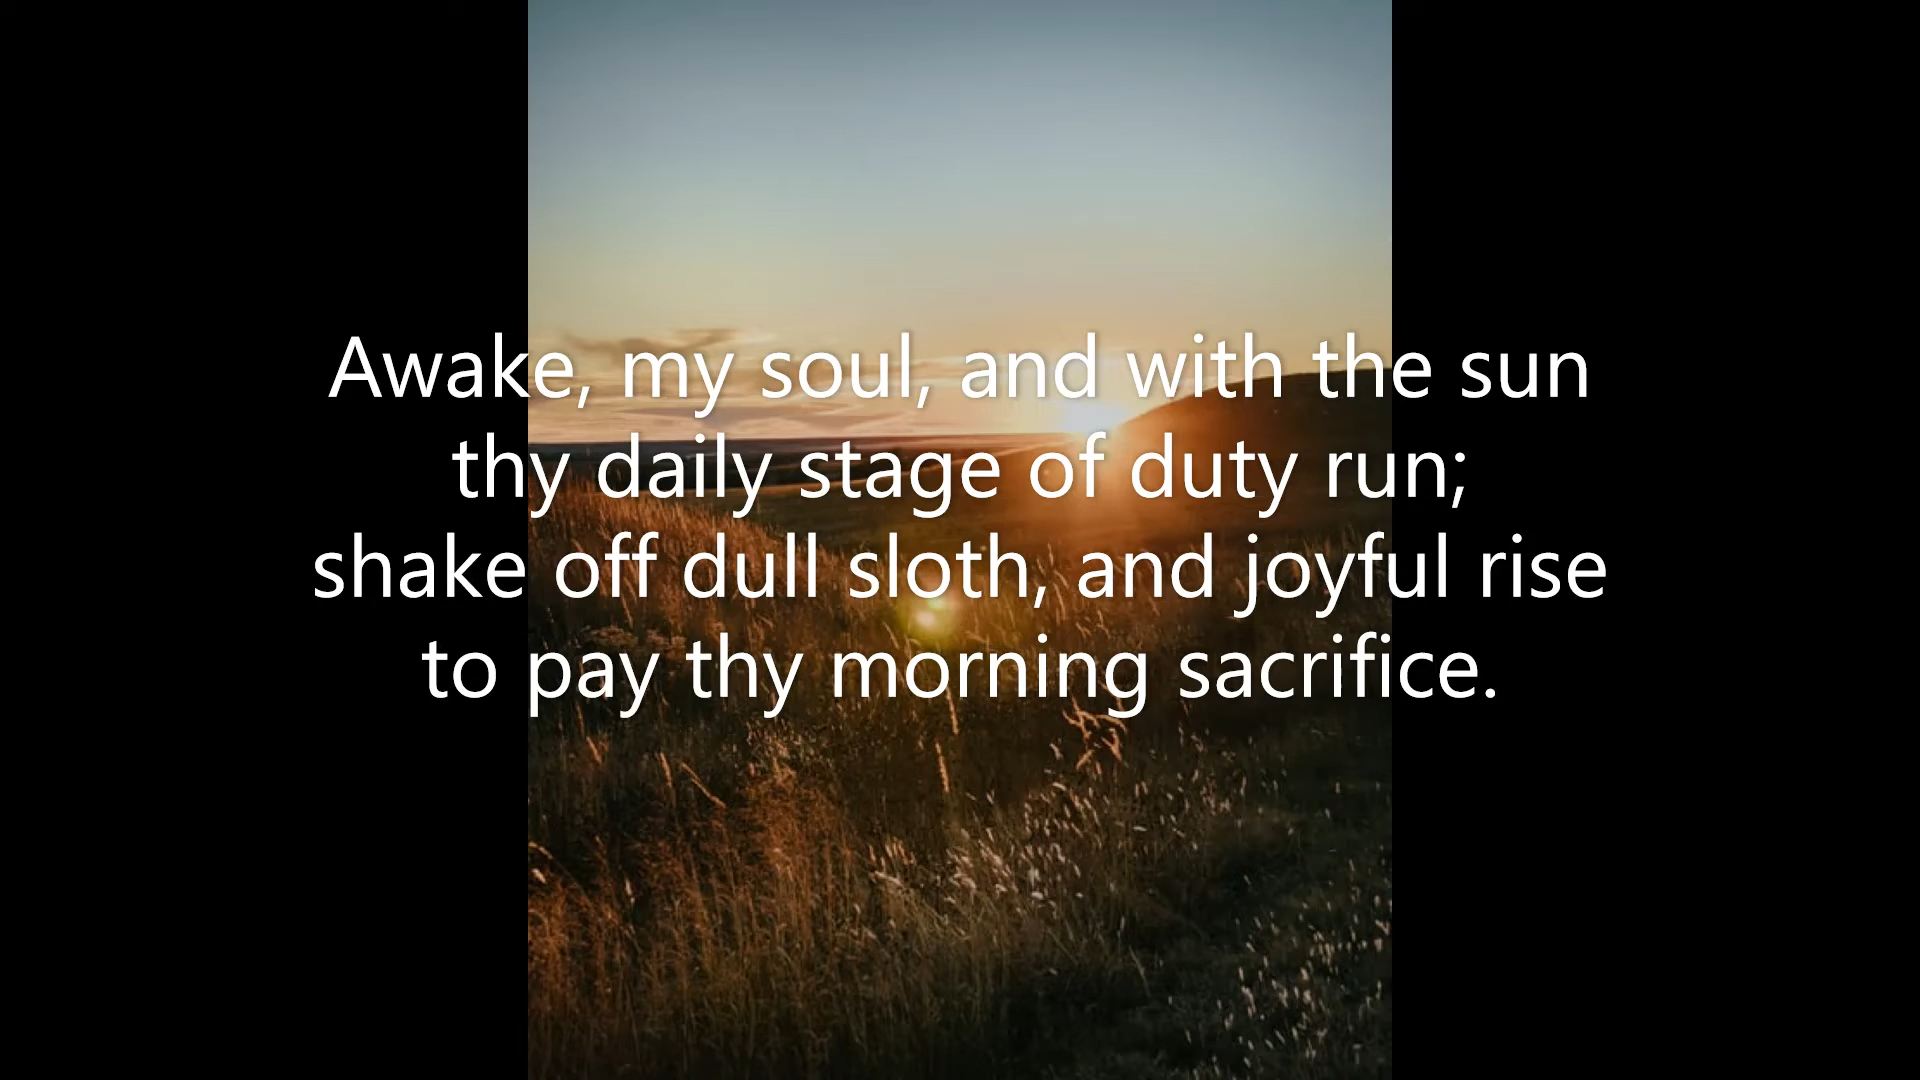 Awake, my soul, and with the sun
thy daily stage of duty run;
shake off dull sloth, and joyful rise
to pay thy morning sacrifice.